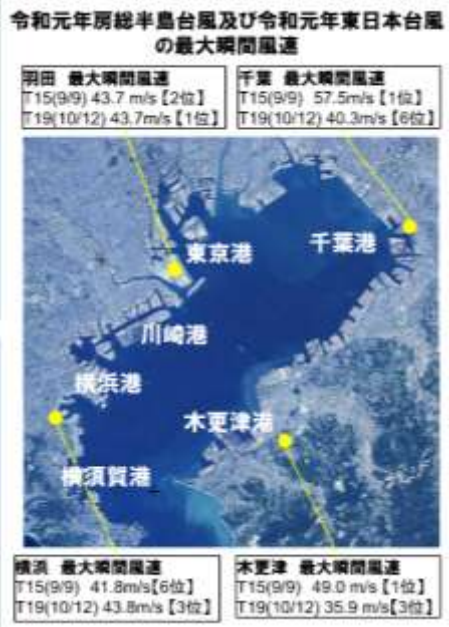 令和元年房総半島台風及び令和元年東日本台風
の最大瞬間風速
羽田 最大瞬間風速
T15(9/9) 43.7 m/s【2位】
T19(10/12) 43.7m/s【1位】
千葉 最大瞬間風速
T15(9/9) 57.5m/s【1位】
T19(10/12) 40.3m/s【6位】
東京港
千葉港
川崎港
横浜港
木更津港
横須賀港
横浜 最大瞬間風速
T15(9/9) 41.8m/s【6位】
T19(10/12) 43.8m/s【3位】
木更津 最大瞬間風速
T15(9/9) 49.0 m/s【1位】
T19(10/12) 35.9 m/s【3位】